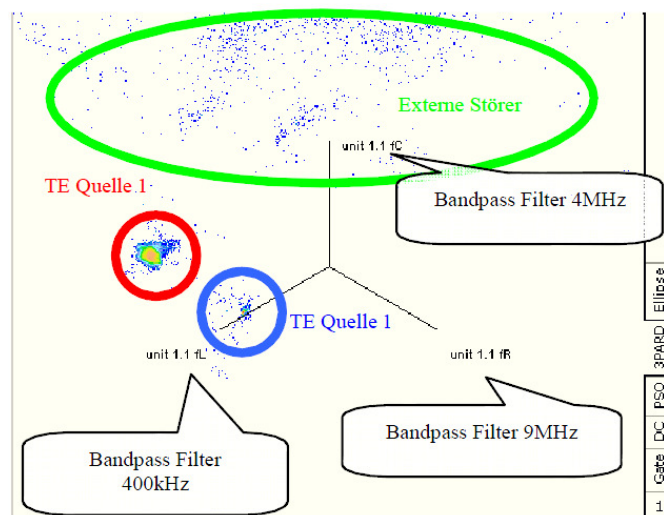 Externe Störer
unit 1.1 fC
Bandpass Filter 4MHz
TE Quelle 1
TE Quelle 1
unit 1.1 fL
unit 1.1 fR
Bandpass Filter 9MHz
Bandpass Filter
400kHz
Ellipse
3PARD
PSO
DC
Gate
1